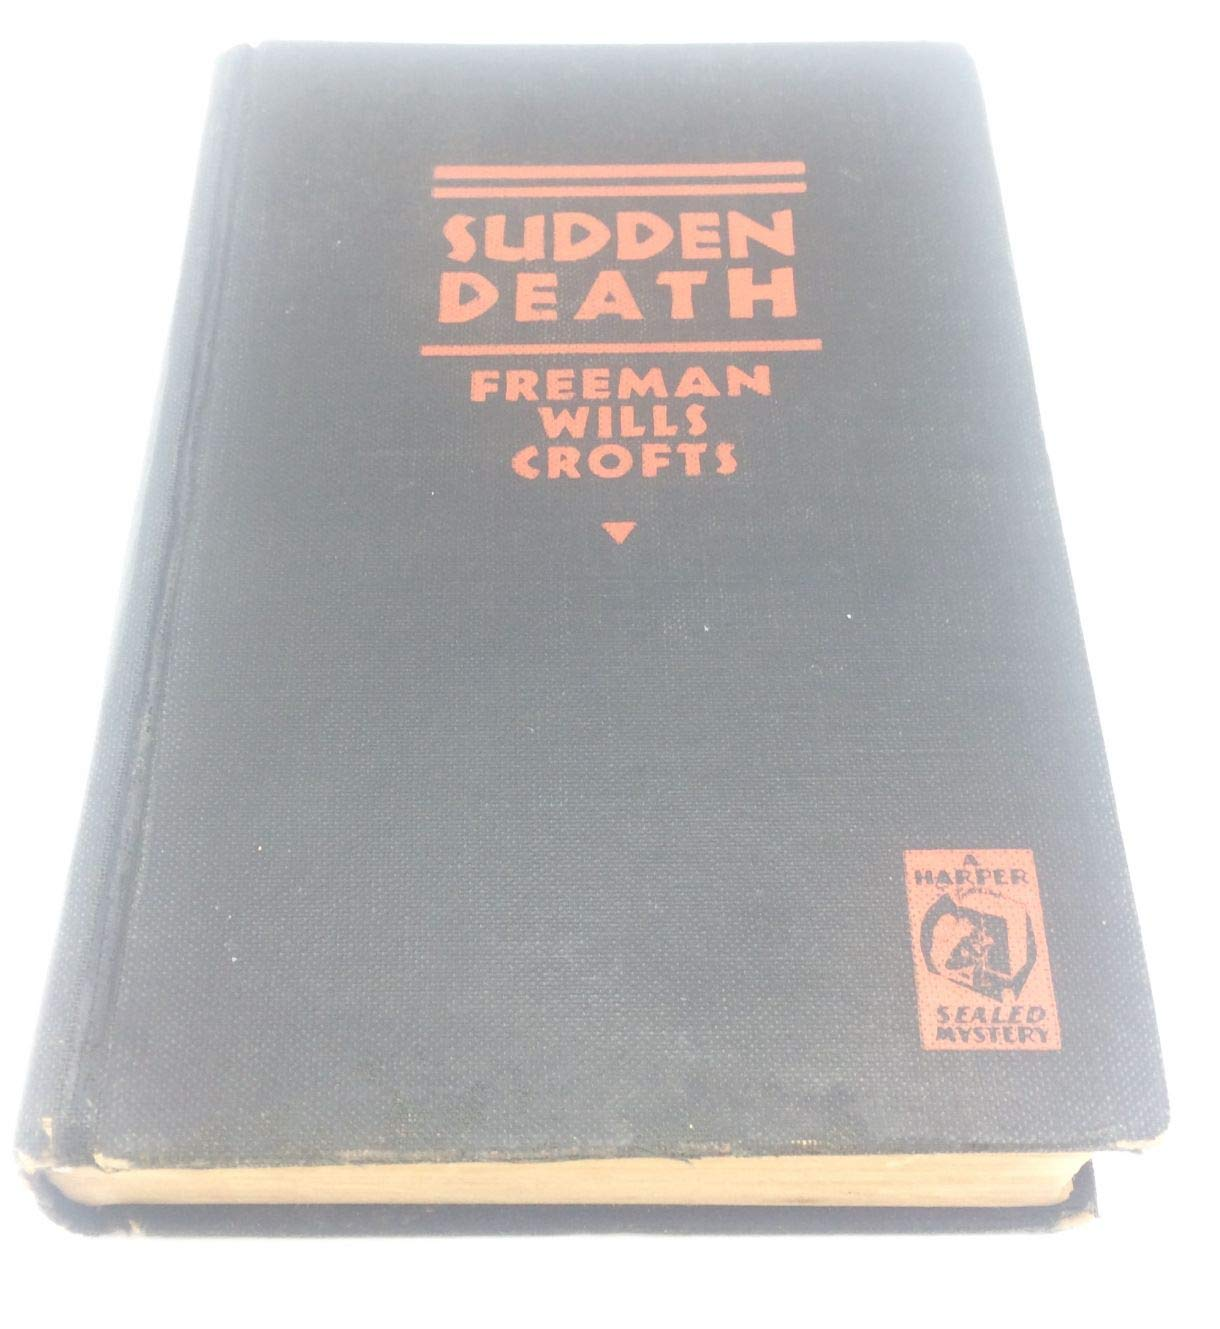 SUDDEN
DEATH
FREEMAN
WILLS
CROFTS
A
HARPER
SEALED
MYSTERY